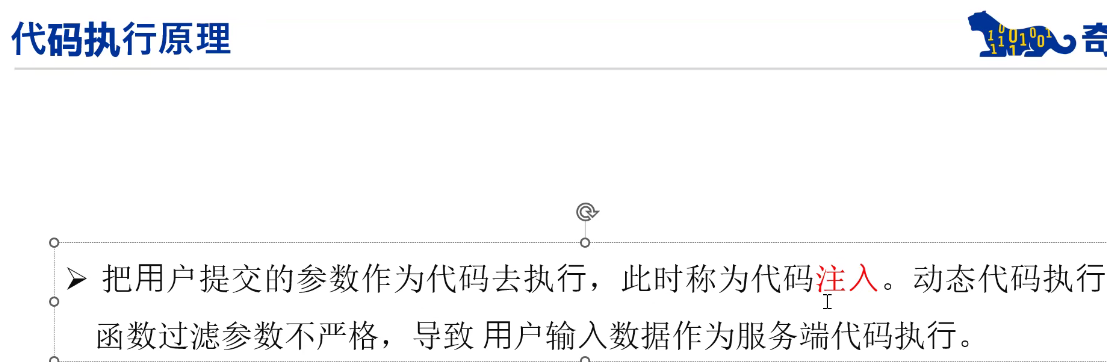 代码执行原理
奇
➢ 把用户提交的参数作为代码去执行，此时称为代码注入。动态代码执行
函数过滤参数不严格，导致 用户输入数据作为服务端代码执行。